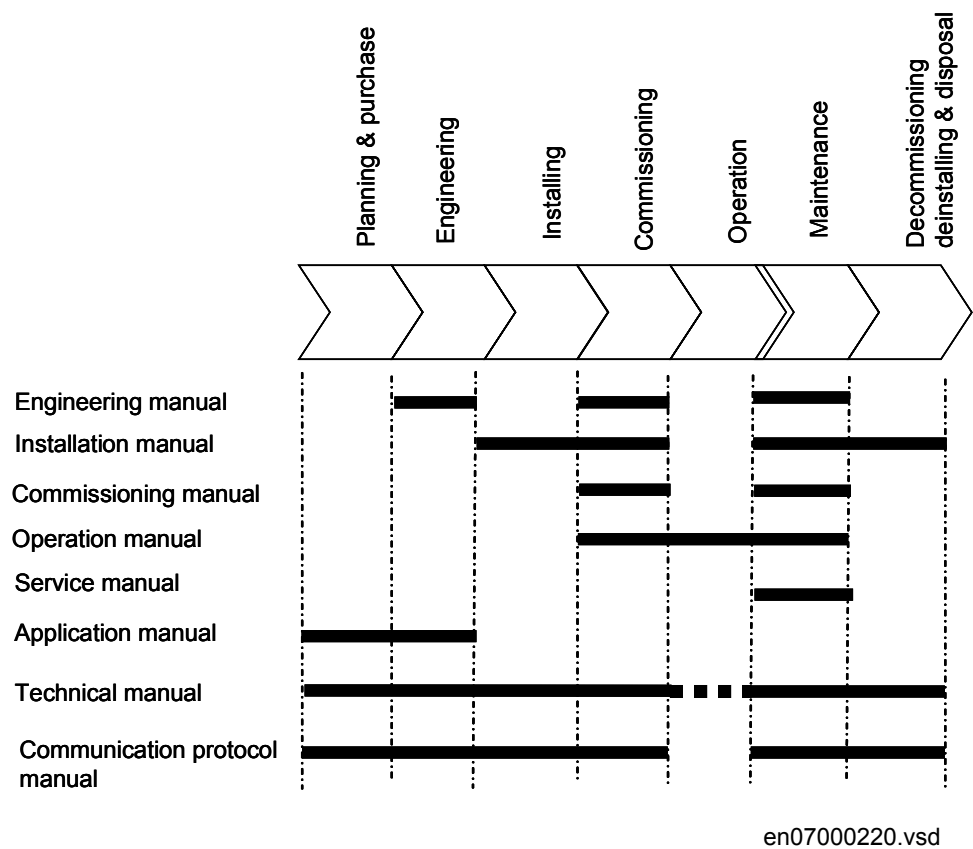 Planning & purchase
Engineering
Installing
Commissioning
Operation
Maintenance
Decommissioning
deinstalling & disposal
Engineering manual
Installation manual
Commissioning manual
Operation manual
Service manual
Application manual
Technical manual
Communication protocol
manual
en07000220.vsd